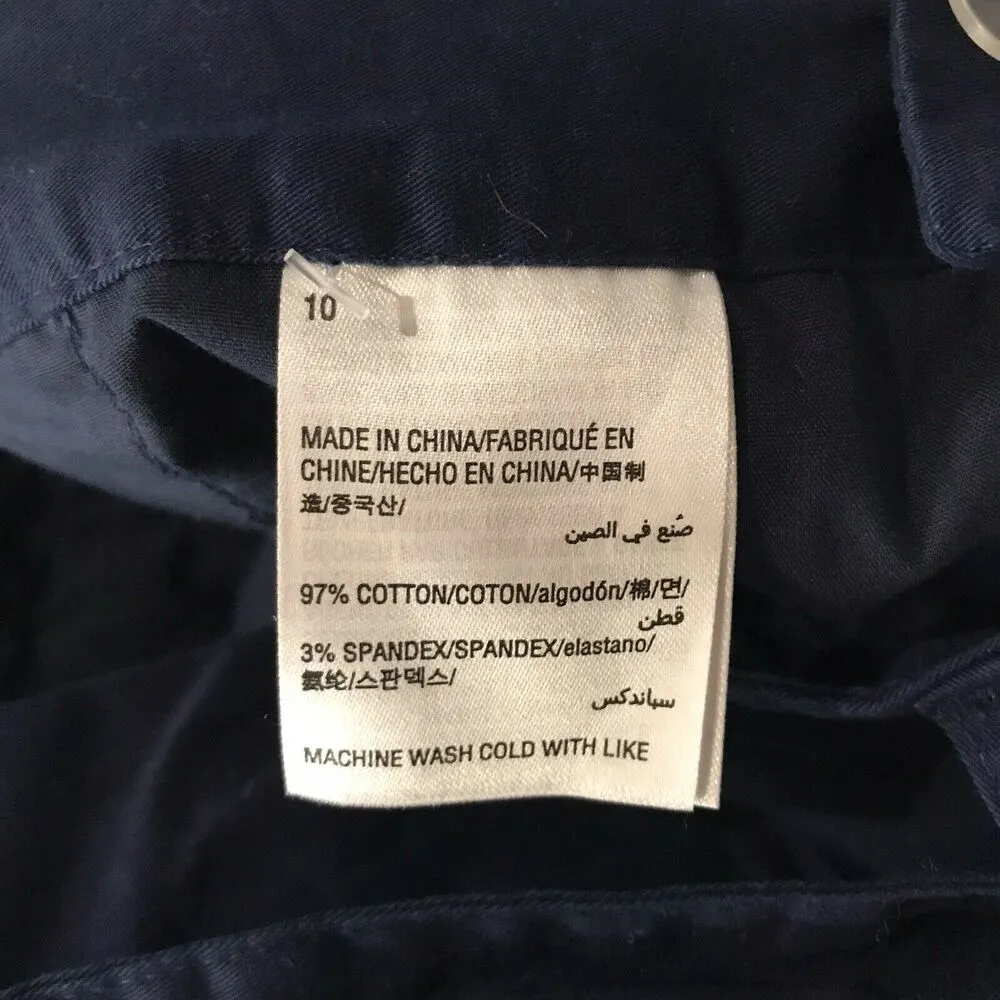 10
MADE IN CHINA/FABRIQUÉ EN
CHINE/HECHO EN CHINA/中国制
造/중국산/
صُنع في الصين
97% COTTON/COTON/algodón/棉/면/
قطن
3% SPANDEX/SPANDEX/elastano/
氨纶/스판덱스/
سباندكس
MACHINE WASH COLD WITH LIKE